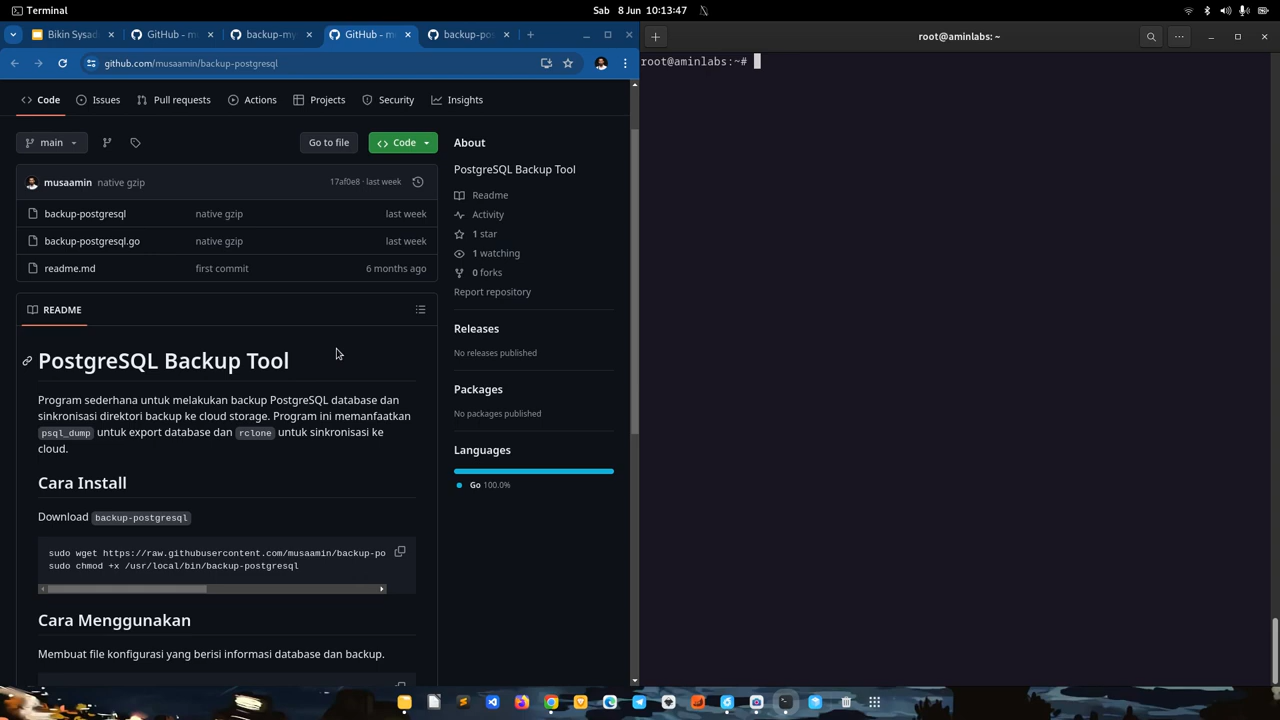 Terminal
Sab 8 Jun 10:13:47
Bikin Sysad
GitHub - m
backup-my
GitHub - m
backup-po
github.com/musaamin/backup-postgresql
Code
Issues
Pull requests
Actions
Projects
Security
Insights
main
Go to file
Code
musaamin native gzip 17af0e8 · last week
backup-postgresql native gzip last week
backup-postgresql.go native gzip last week
readme.md first commit 6 months ago
README
PostgreSQL Backup Tool
Program sederhana untuk melakukan backup PostgreSQL database dan
sinkronisasi direktori backup ke cloud storage. Program ini memanfaatkan
psql_dump untuk export database dan rclone untuk sinkronisasi ke
cloud.
Cara Install
Download backup-postgresql
sudo wget https://raw.githubusercontent.com/musaamin/backup-po
sudo chmod +x /usr/local/bin/backup-postgresql
Cara Menggunakan
Membuat file konfigurasi yang berisi informasi database dan backup.
About
PostgreSQL Backup Tool
Readme
Activity
1 star
1 watching
0 forks
Report repository
Releases
No releases published
Packages
No packages published
Languages
Go 100.0%
root@aminlabs: ~
root@aminlabs:~#